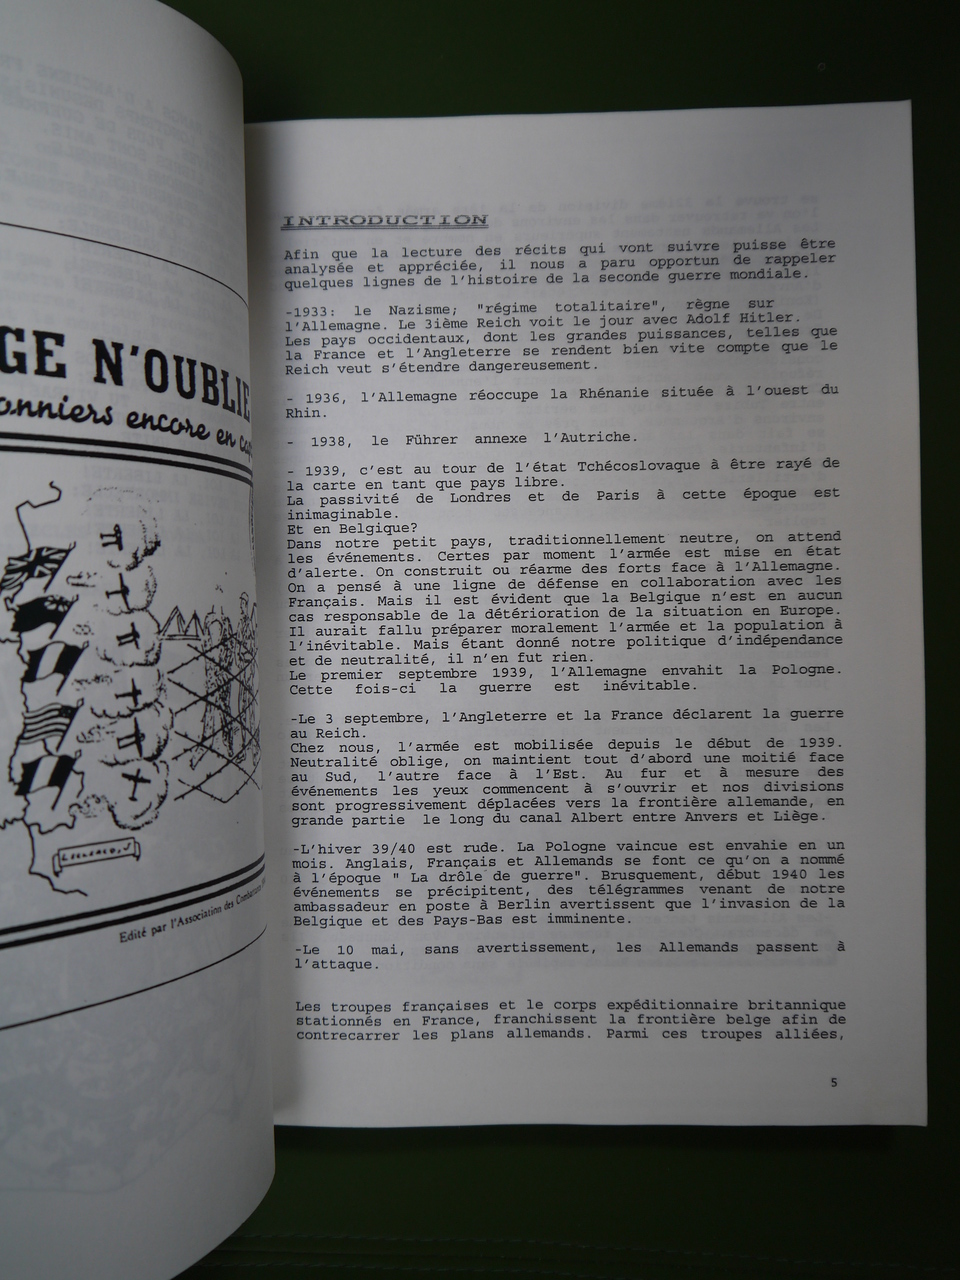 GE N'OUBLIE
onniers encore en cap
Edité par l'Association des Combattants
INTRODUCTION
Afin que la lecture des récits qui vont suivre puisse être
analysée et appréciée, il nous a paru opportun de rappeler
quelques lignes de l'histoire de la seconde guerre mondiale.
-1933: le Nazisme; "régime totalitaire", règne sur
l'Allemagne. Le 3ième Reich voit le jour avec Adolf Hitler.
Les pays occidentaux, dont les grandes puissances, telles que
la France et l'Angleterre se rendent bien vite compte que le
Reich veut s'étendre dangereusement.
- 1936, l'Allemagne réoccupe la Rhénanie située à l'ouest du
Rhin.
- 1938, le Führer annexe l'Autriche.
- 1939, c'est au tour de l'état Tchécoslovaque à être rayé de
la carte en tant que pays libre.
La passivité de Londres et de Paris à cette époque est
inimaginable.
Et en Belgique?
Dans notre petit pays, traditionnellement neutre, on attend
les événements. Certes par moment l'armée est mise en état
d'alerte. On construit ou réarme des forts face à l'Allemagne.
On a pensé à une ligne de défense en collaboration avec les
Français. Mais il est évident que la Belgique n'est en aucun
cas responsable de la détérioration de la situation en Europe.
Il aurait fallu préparer moralement l'armée et la population à
l'inévitable. Mais étant donné notre politique d'indépendance
et de neutralité, il n'en fut rien.
Le premier septembre 1939, l'Allemagne envahit la Pologne.
Cette fois-ci la guerre est inévitable.
-Le 3 septembre, l'Angleterre et la France déclarent la guerre
au Reich.
Chez nous, l'armée est mobilisée depuis le début de 1939.
Neutralité oblige, on maintient tout d'abord une moitié face
au Sud, l'autre face à l'Est. Au fur et à mesure des
événements les yeux commencent à s'ouvrir et nos divisions
sont progressivement déplacées vers la frontière allemande, en
grande partie le long du canal Albert entre Anvers et Liège.
-L'hiver 39/40 est rude. La Pologne vaincue est envahie en un
mois. Anglais, Français et Allemands se font ce qu'on a nommé
à l'époque " La drôle de guerre". Brusquement, début 1940 les
événements se précipitent, des télégrammes venant de notre
ambassadeur en poste à Berlin avertissent que l'invasion de la
Belgique et des Pays-Bas est imminente.
-Le 10 mai, sans avertissement, les Allemands passent à
l'attaque.
Les troupes françaises et le corps expéditionnaire britannique
stationnés en France, franchissent la frontière belge afin de
contrecarrer les plans allemands. Parmi ces troupes alliées,
5